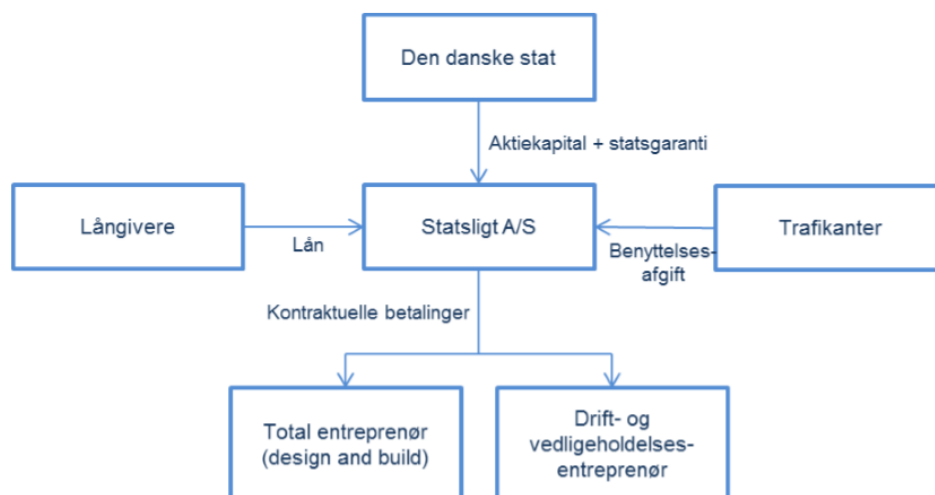 Den danske stat
Aktiekapital + statsgaranti
Långivere
Lån
Statsligt A/S
Benyttelses-
afgift
Trafikanter
Kontraktuelle betalinger
Total entreprenør
(design and build)
Drift- og
vedligeholdelses-
entreprenør